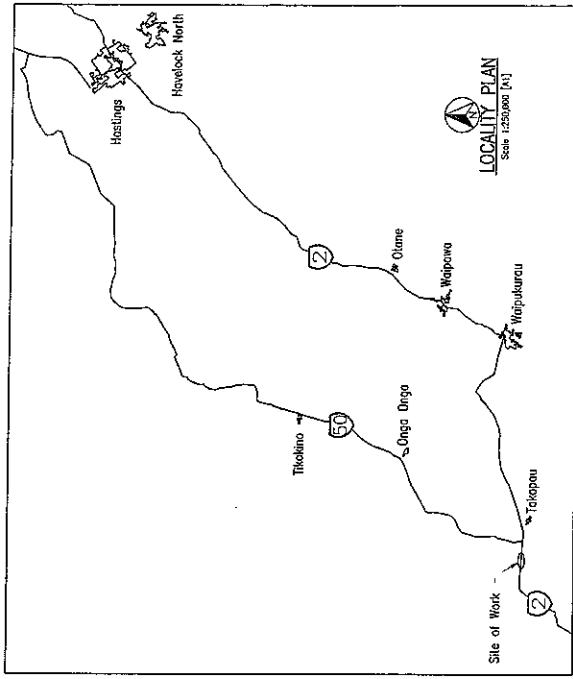 Hastings
Havelock North
2
Otane
Waipawa
Waipukurau
Tikokino
50
Onga Onga
Takapau
Site of Work -
2
N
LOCALITY PLAN
Scale 1:250,000 [A1]